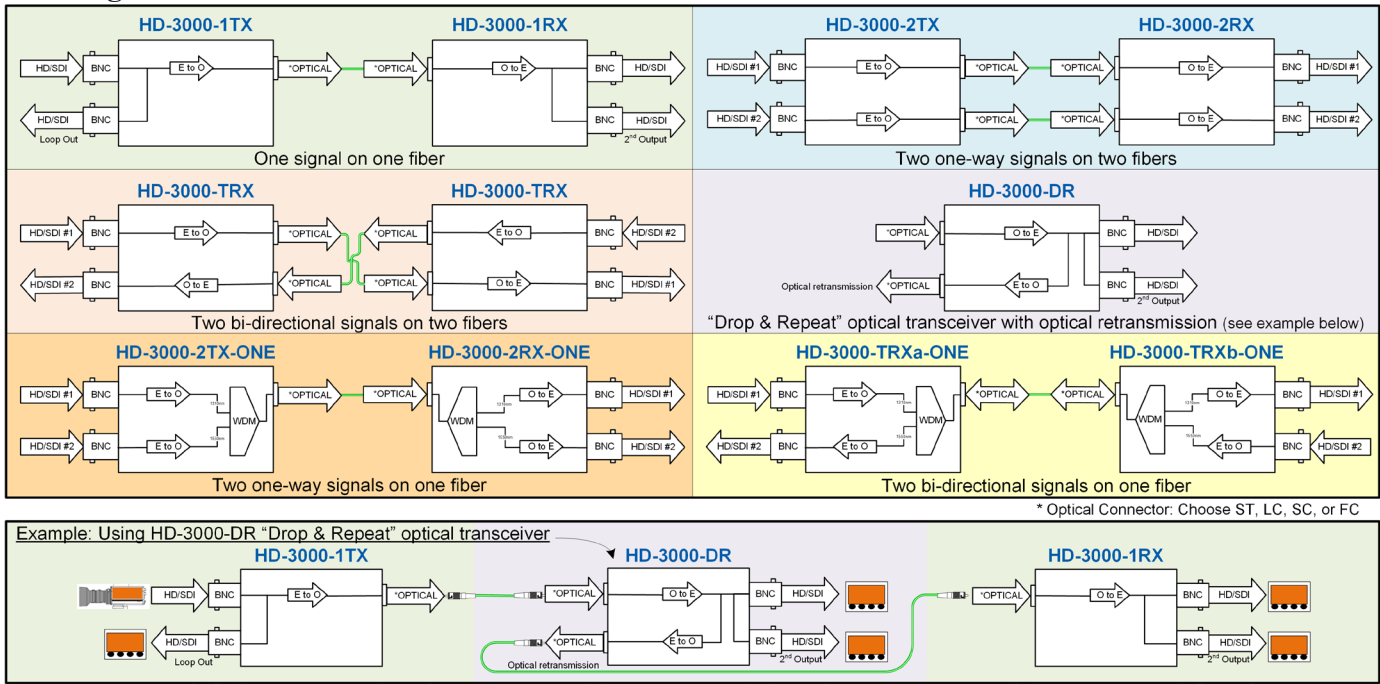 HD-3000-1TX
HD-3000-1RX
HD/SDI
BNC
E to O
*OPTICAL
*OPTICAL
O to E
BNC
HD/SDI
HD/SDI
BNC
BNC
HD/SDI
Loop Out
2nd Output
One signal on one fiber
HD-3000-2TX
HD-3000-2RX
HD/SDI #1
BNC
E to O
*OPTICAL
*OPTICAL
O to E
BNC
HD/SDI #1
HD/SDI #2
BNC
E to O
*OPTICAL
*OPTICAL
O to E
BNC
HD/SDI #2
Two one-way signals on two fibers
HD-3000-TRX
HD-3000-TRX
HD/SDI #1
BNC
E to O
*OPTICAL
*OPTICAL
E to O
BNC
HD/SDI #2
HD/SDI #2
BNC
O to E
*OPTICAL
*OPTICAL
O to E
BNC
HD/SDI #1
Two bi-directional signals on two fibers
HD-3000-DR
*OPTICAL
O to E
BNC
HD/SDI
Optical retransmission
*OPTICAL
E to O
BNC
HD/SDI
2nd Output
“Drop & Repeat” optical transceiver with optical retransmission (see example below)
HD-3000-2TX-ONE
HD-3000-2RX-ONE
HD/SDI #1
BNC
E to O
1310nm
WDM
*OPTICAL
*OPTICAL
WDM
1310nm
O to E
BNC
HD/SDI #1
HD/SDI #2
BNC
E to O
1550nm
1550nm
O to E
BNC
HD/SDI #2
Two one-way signals on one fiber
HD-3000-TRXa-ONE
HD-3000-TRXb-ONE
HD/SDI #1
BNC
E to O
1310nm
WDM
*OPTICAL
*OPTICAL
WDM
1310nm
O to E
BNC
HD/SDI #1
HD/SDI #2
BNC
E to O
1550nm
1550nm
E to O
BNC
HD/SDI #2
Two bi-directional signals on one fiber
* Optical Connector: Choose ST, LC, SC, or FC
Example: Using HD-3000-DR “Drop & Repeat” optical transceiver
HD-3000-1TX
HD-3000-DR
HD-3000-1RX
HD/SDI
BNC
E to O
*OPTICAL
*OPTICAL
O to E
BNC
HD/SDI
*OPTICAL
O to E
BNC
HD/SDI
HD/SDI
BNC
Loop Out
*OPTICAL
E to O
BNC
HD/SDI
2nd Output
Optical retransmission
BNC
HD/SDI
2nd Output